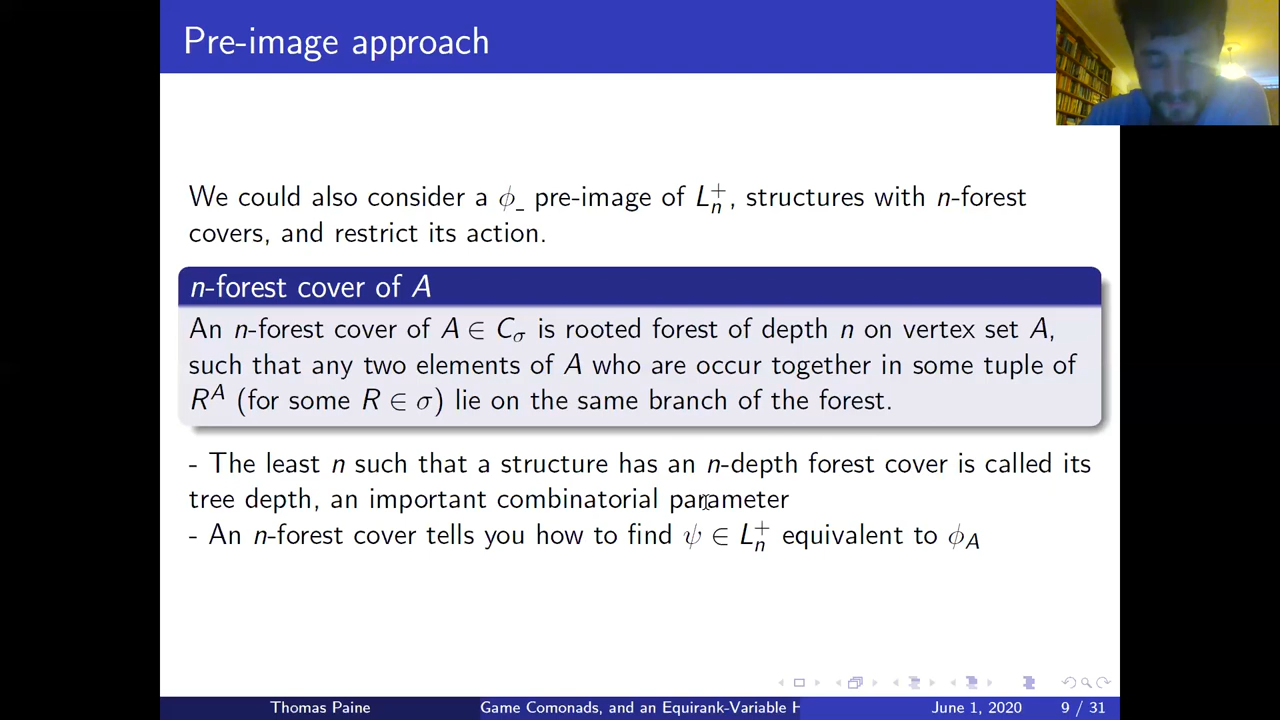 Pre-image approach
We could also consider a ϕ_ pre-image of Lₙ⁺, structures with n-forest
covers, and restrict its action.
n-forest cover of A
An n-forest cover of A ∈ C_σ is rooted forest of depth n on vertex set A,
such that any two elements of A who are occur together in some tuple of
Rᴬ (for some R ∈ σ) lie on the same branch of the forest.
- The least n such that a structure has an n-depth forest cover is called its
tree depth, an important combinatorial parameter
- An n-forest cover tells you how to find ψ ∈ Lₙ⁺ equivalent to ϕ_A
Thomas Paine
Game Comonads, and an Equirank-Variable H
June 1, 2020
9 / 31